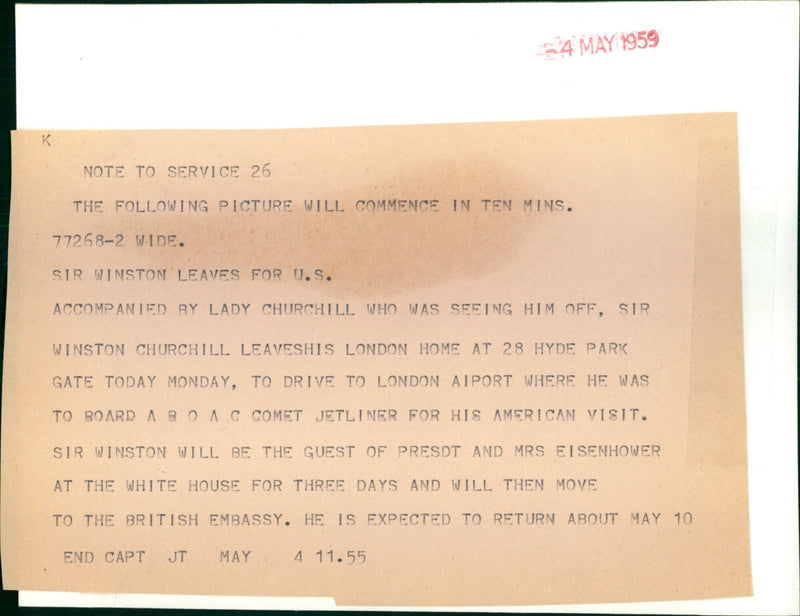 4 MAY 1959
K
NOTE TO SERVICE 26
THE FOLLOWING PICTURE WILL COMMENCE IN TEN MINS.
77268-2 WIDE.
SIR WINSTON LEAVES FOR U.S.
ACCOMPANIED BY LADY CHURCHILL WHO WAS SEEING HIM OFF, SIR
WINSTON CHURCHILL LEAVESHIS LONDON HOME AT 28 HYDE PARK
GATE TODAY MONDAY, TO DRIVE TO LONDON AIPORT WHERE HE WAS
TO BOARD A B O A C COMET JETLINER FOR HIS AMERICAN VISIT.
SIR WINSTON WILL BE THE GUEST OF PRESDT AND MRS EISENHOWER
AT THE WHITE HOUSE FOR THREE DAYS AND WILL THEN MOVE
TO THE BRITISH EMBASSY. HE IS EXPECTED TO RETURN ABOUT MAY 10
END CAPT JT MAY 4 11.55